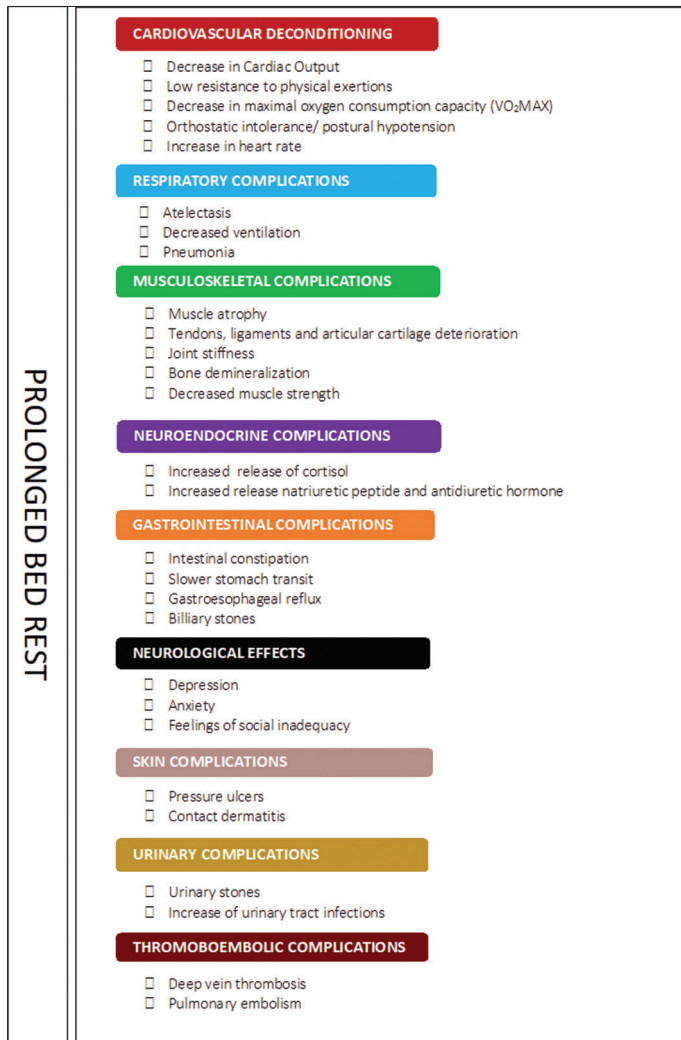 PROLONGED BED REST
CARDIOVASCULAR DECONDITIONING
Decrease in Cardiac Output
Low resistance to physical exertions
Decrease in maximal oxygen consumption capacity (VO₂MAX)
Orthostatic intolerance/ postural hypotension
Increase in heart rate
RESPIRATORY COMPLICATIONS
Atelectasis
Decreased ventilation
Pneumonia
MUSCULOSKELETAL COMPLICATIONS
Muscle atrophy
Tendons, ligaments and articular cartilage deterioration
Joint stiffness
Bone demineralization
Decreased muscle strength
NEUROENDOCRINE COMPLICATIONS
Increased release of cortisol
Increased release natriuretic peptide and antidiuretic hormone
GASTROINTESTINAL COMPLICATIONS
Intestinal constipation
Slower stomach transit
Gastroesophageal reflux
Billiary stones
NEUROLOGICAL EFFECTS
Depression
Anxiety
Feelings of social inadequacy
SKIN COMPLICATIONS
Pressure ulcers
Contact dermatitis
URINARY COMPLICATIONS
Urinary stones
Increase of urinary tract infections
THROMBOEMBOLIC COMPLICATIONS
Deep vein thrombosis
Pulmonary embolism